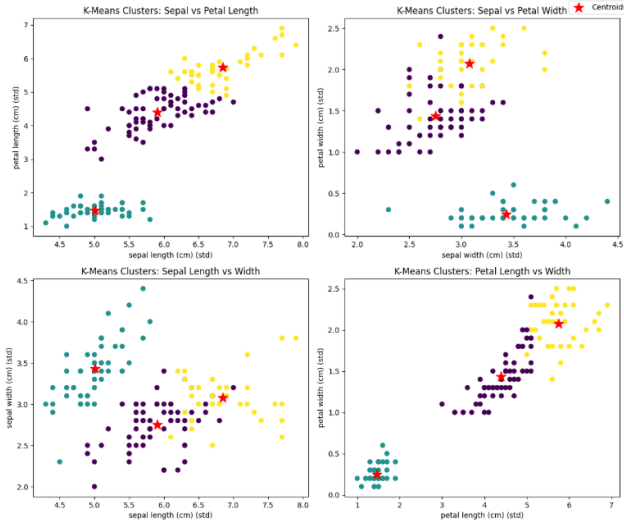 K-Means Clusters: Sepal vs Petal Length
petal length (cm) (std)
7
6
5
4
3
2
1
4.5 5.0 5.5 6.0 6.5 7.0 7.5 8.0
sepal length (cm) (std)
K-Means Clusters: Sepal vs Petal Width
Centroids
petal width (cm) (std)
2.5
2.0
1.5
1.0
0.5
0.0
2.0 2.5 3.0 3.5 4.0 4.5
sepal width (cm) (std)
K-Means Clusters: Sepal Length vs Width
sepal width (cm) (std)
4.5
4.0
3.5
3.0
2.5
2.0
4.5 5.0 5.5 6.0 6.5 7.0 7.5 8.0
sepal length (cm) (std)
K-Means Clusters: Petal Length vs Width
petal width (cm) (std)
2.5
2.0
1.5
1.0
0.5
0.0
1 2 3 4 5 6 7
petal length (cm) (std)